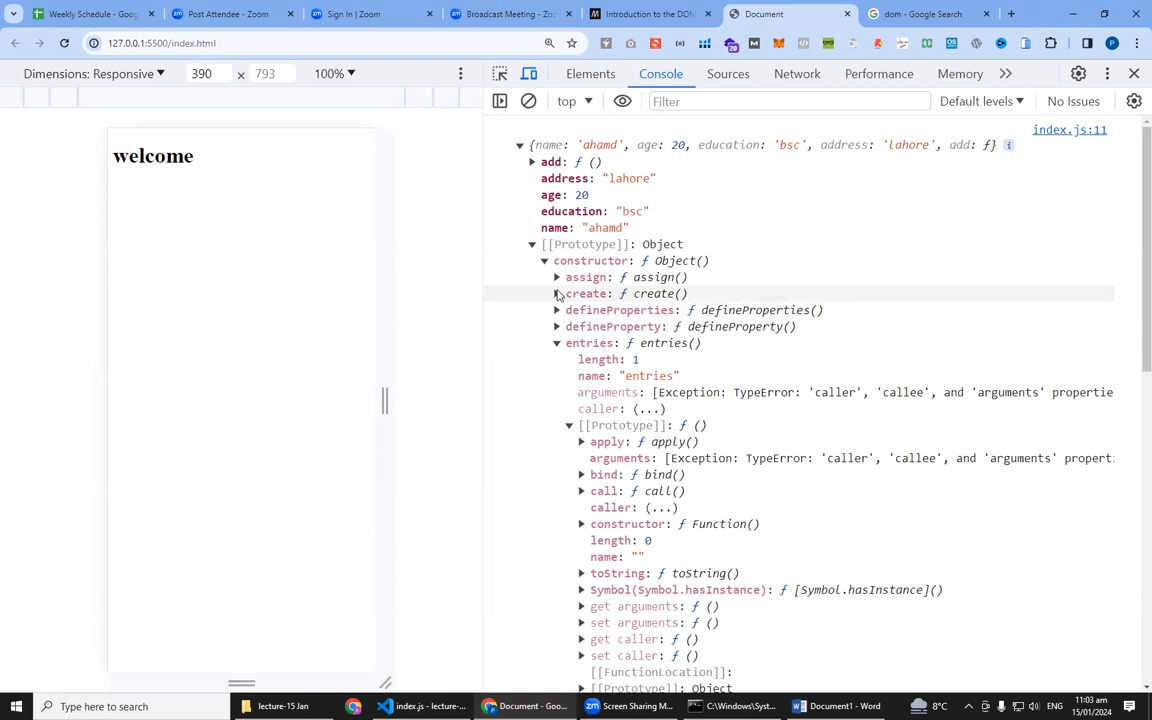 Weekly Schedule - Goo
Post Attendee - Zoom
Sign In | Zoom
Broadcast Meeting - Zoo
Introduction to the DOM
Document
dom - Google Search
127.0.0.1:5500/index.html
Dimensions: Responsive
390
×
793
100%
Elements
Console
Sources
Network
Performance
Memory
top
Filter
Default levels
No Issues
welcome
index.js:11
{name: 'ahamd', age: 20, education: 'bsc', address: 'lahore', add: ƒ}
add: ƒ ()
address: "lahore"
age: 20
education: "bsc"
name: "ahamd"
[[Prototype]]: Object
constructor: ƒ Object()
assign: ƒ assign()
create: ƒ create()
defineProperties: ƒ defineProperties()
defineProperty: ƒ defineProperty()
entries: ƒ entries()
length: 1
name: "entries"
arguments: [Exception: TypeError: 'caller', 'callee', and 'arguments' propertie
caller: (...)
[[Prototype]]: ƒ ()
apply: ƒ apply()
arguments: [Exception: TypeError: 'caller', 'callee', and 'arguments' propert
bind: ƒ bind()
call: ƒ call()
caller: (...)
constructor: ƒ Function()
length: 0
name: ""
toString: ƒ toString()
Symbol(Symbol.hasInstance): ƒ [Symbol.hasInstance]()
get arguments: ƒ ()
set arguments: ƒ ()
get caller: ƒ ()
set caller: ƒ ()
[[FunctionLocation]]:
[[Prototype]]: Object
Type here to search
lecture-15 Jan
index.js - lecture-...
Document - Goo...
Screen Sharing M...
C:\Windows\Syst...
Document1 - Word
8°C
ENG
11:03 am
15/01/2024